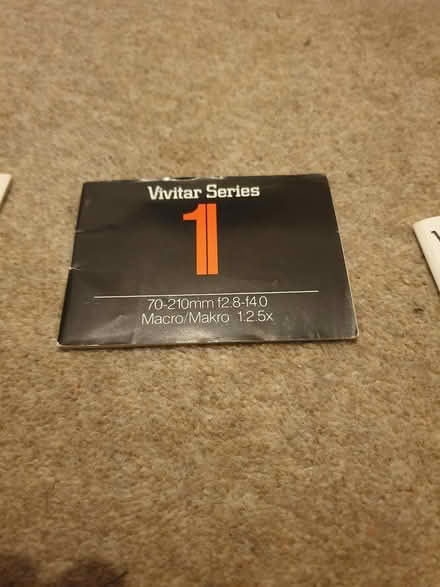 Vivitar Series
1
70-210mm f2.8-f4.0
Macro/Makro 1:2.5x